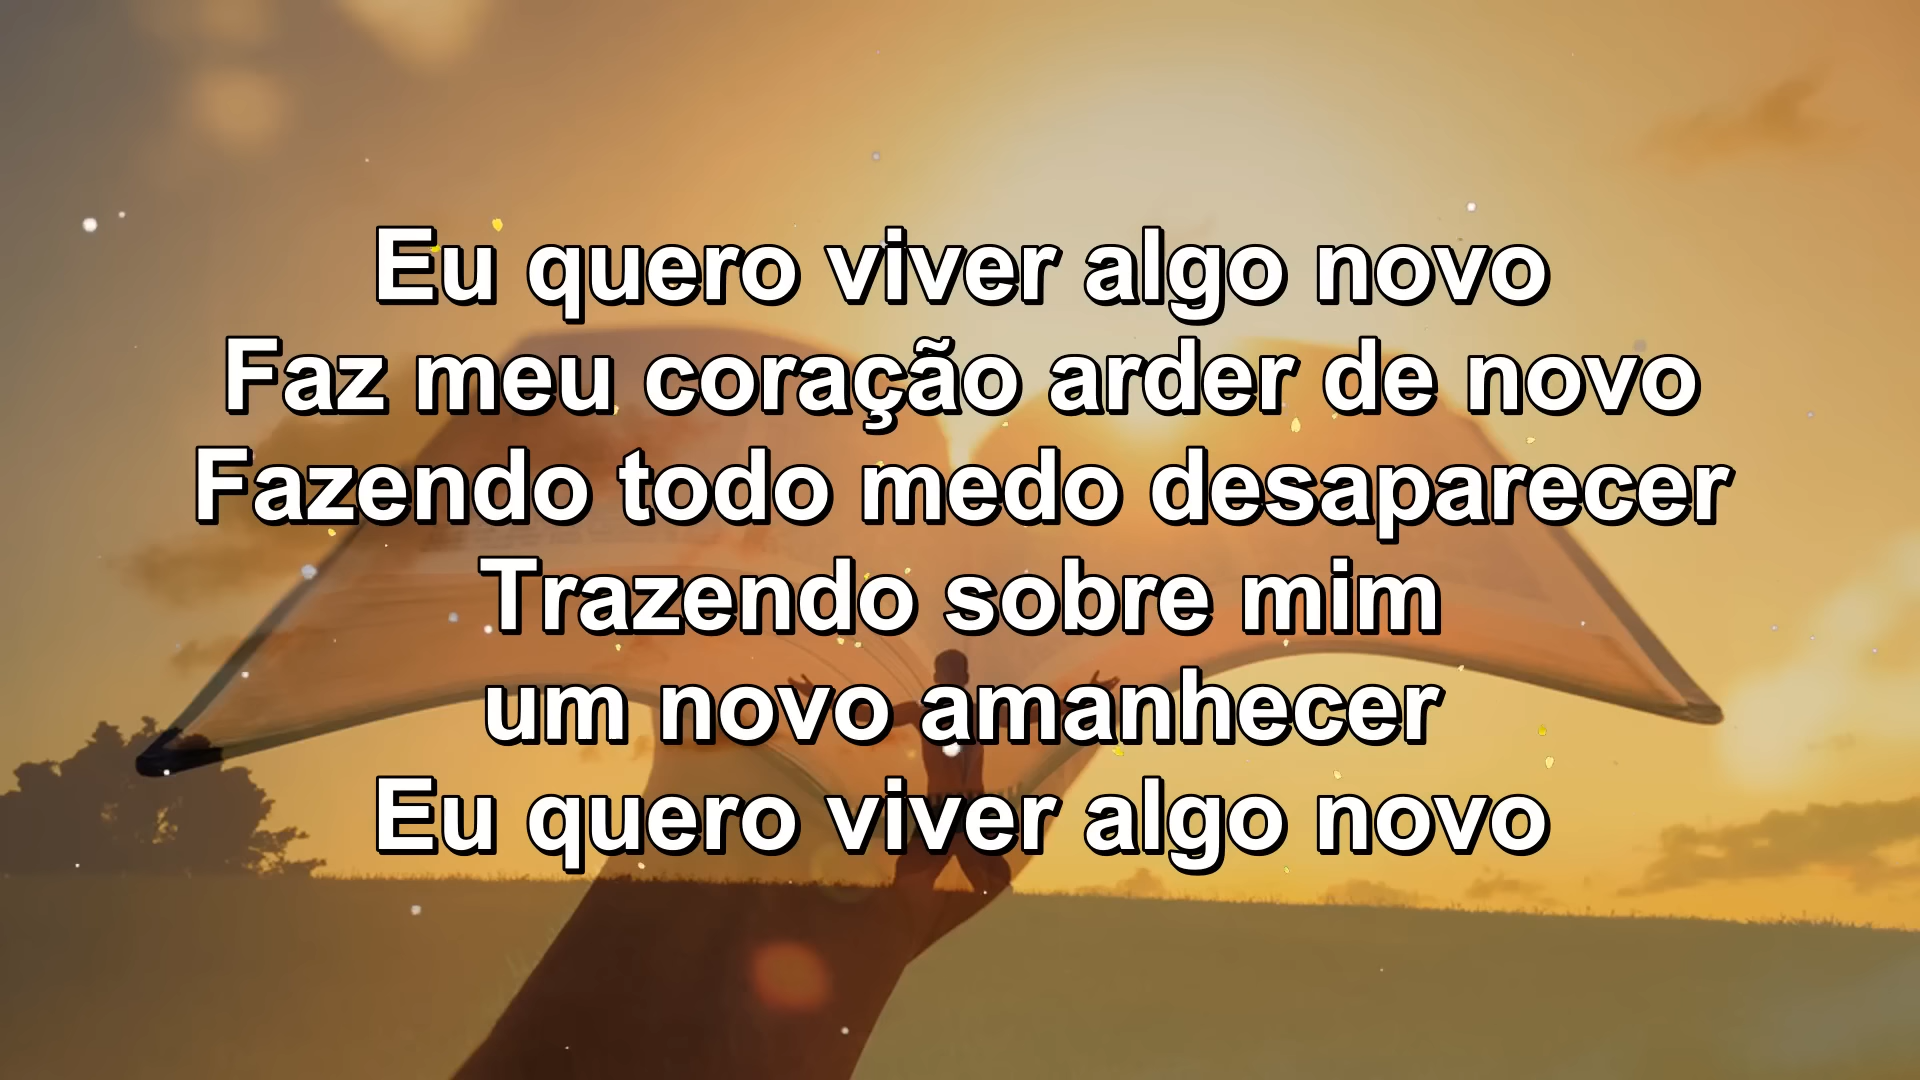 Eu quero viver algo novo
Faz meu coração arder de novo
Fazendo todo medo desaparecer
Trazendo sobre mim
um novo amanhecer
Eu quero viver algo novo